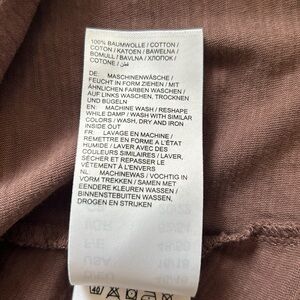 100% BAUMWOLLE / COTTON /
COTON / KATOEN / BAWEŁNA /
BOMULL / BAVLNA / ХЛОПОК /
COTONE / قطن
DE: MASCHINENWÄSCHE /
FEUCHT IN FORM ZIEHEN / MIT
ÄHNLICHEN FARBEN WASCHEN /
AUF LINKS WASCHEN, TROCKNEN
UND BÜGELN
EN: MACHINE WASH / RESHAPE
WHILE DAMP / WASH WITH SIMILAR
COLORS / WASH, DRY AND IRON
INSIDE OUT
FR: LAVAGE EN MACHINE /
REMETTRE EN FORME A L'ÉTAT
HUMIDE / LAVER AVEC DES
COULEURS SIMILAIRES / LAVER,
SÉCHER ET REPASSER LE
VÊTEMENT À L'ENVERS
NL: MACHINEWAS / VOCHTIG IN
VORM TREKKEN / SAMEN MET
EENDERE KLEUREN WASSEN /
BINNENSTEBUITEN WASSEN,
DROGEN EN STRIJKEN
40